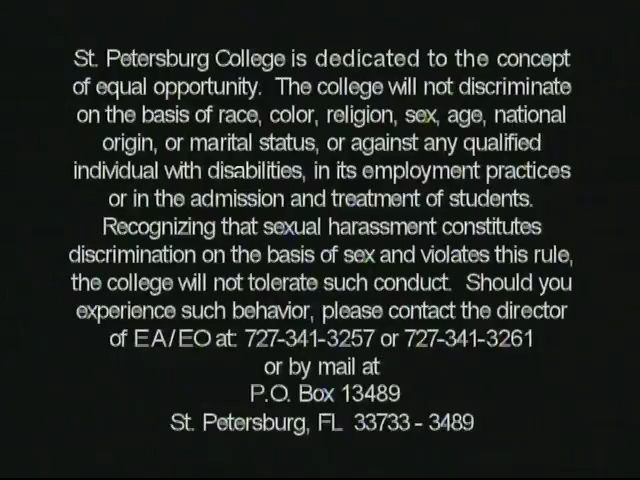 St. Petersburg College is dedicated to the concept
of equal opportunity. The college will not discriminate
on the basis of race, color, religion, sex, age, national
origin, or marital status, or against any qualified
individual with disabilities, in its employment practices
or in the admission and treatment of students.
Recognizing that sexual harassment constitutes
discrimination on the basis of sex and violates this rule,
the college will not tolerate such conduct. Should you
experience such behavior, please contact the director
of EA/EO at: 727-341-3257 or 727-341-3261
or by mail at
P.O. Box 13489
St. Petersburg, FL 33733 - 3489